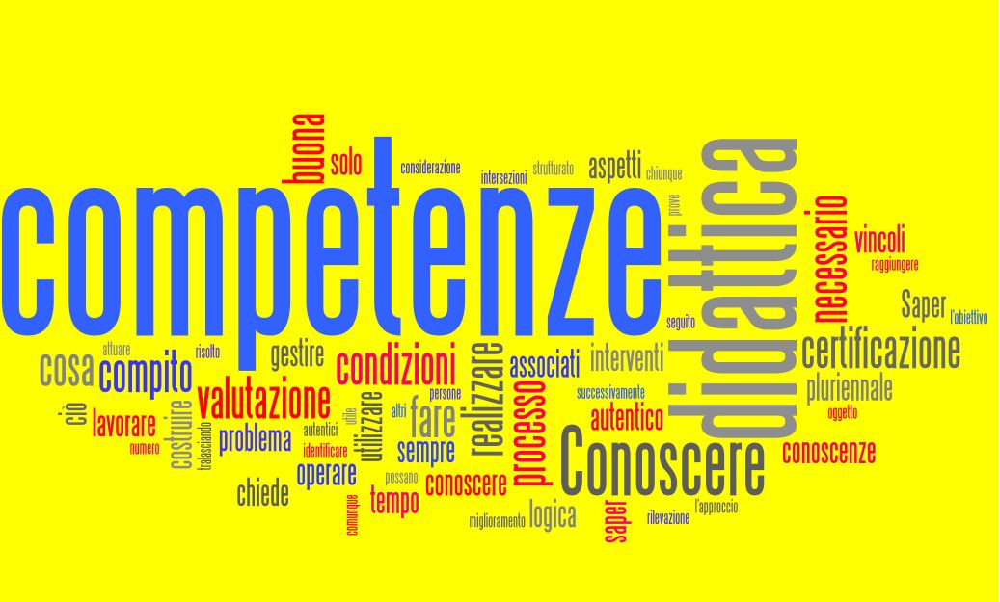 buona
solo
considerazione
intersezioni
strutturato
aspetti
chiunque
competenze
prove
didattica
necessario
vincoli
raggiungere
Saper
l'obiettivo
seguito
certificazione
attuare
risolto
gestire
cosa
compito
condizioni
realizzare
associati
interventi
pluriennale
valutazione
persone
successivamente
processo
ciò
lavorare
costruire
tralasciando
problema
autentici
utile
utilizzare
altri
fare
autentico
oggetto
numero
identificare
sempre
Conoscere
conoscenze
operare
possano
conoscere
chiede
comunque
tempo
miglioramento
logica
saper
rilevazione
l'approccio